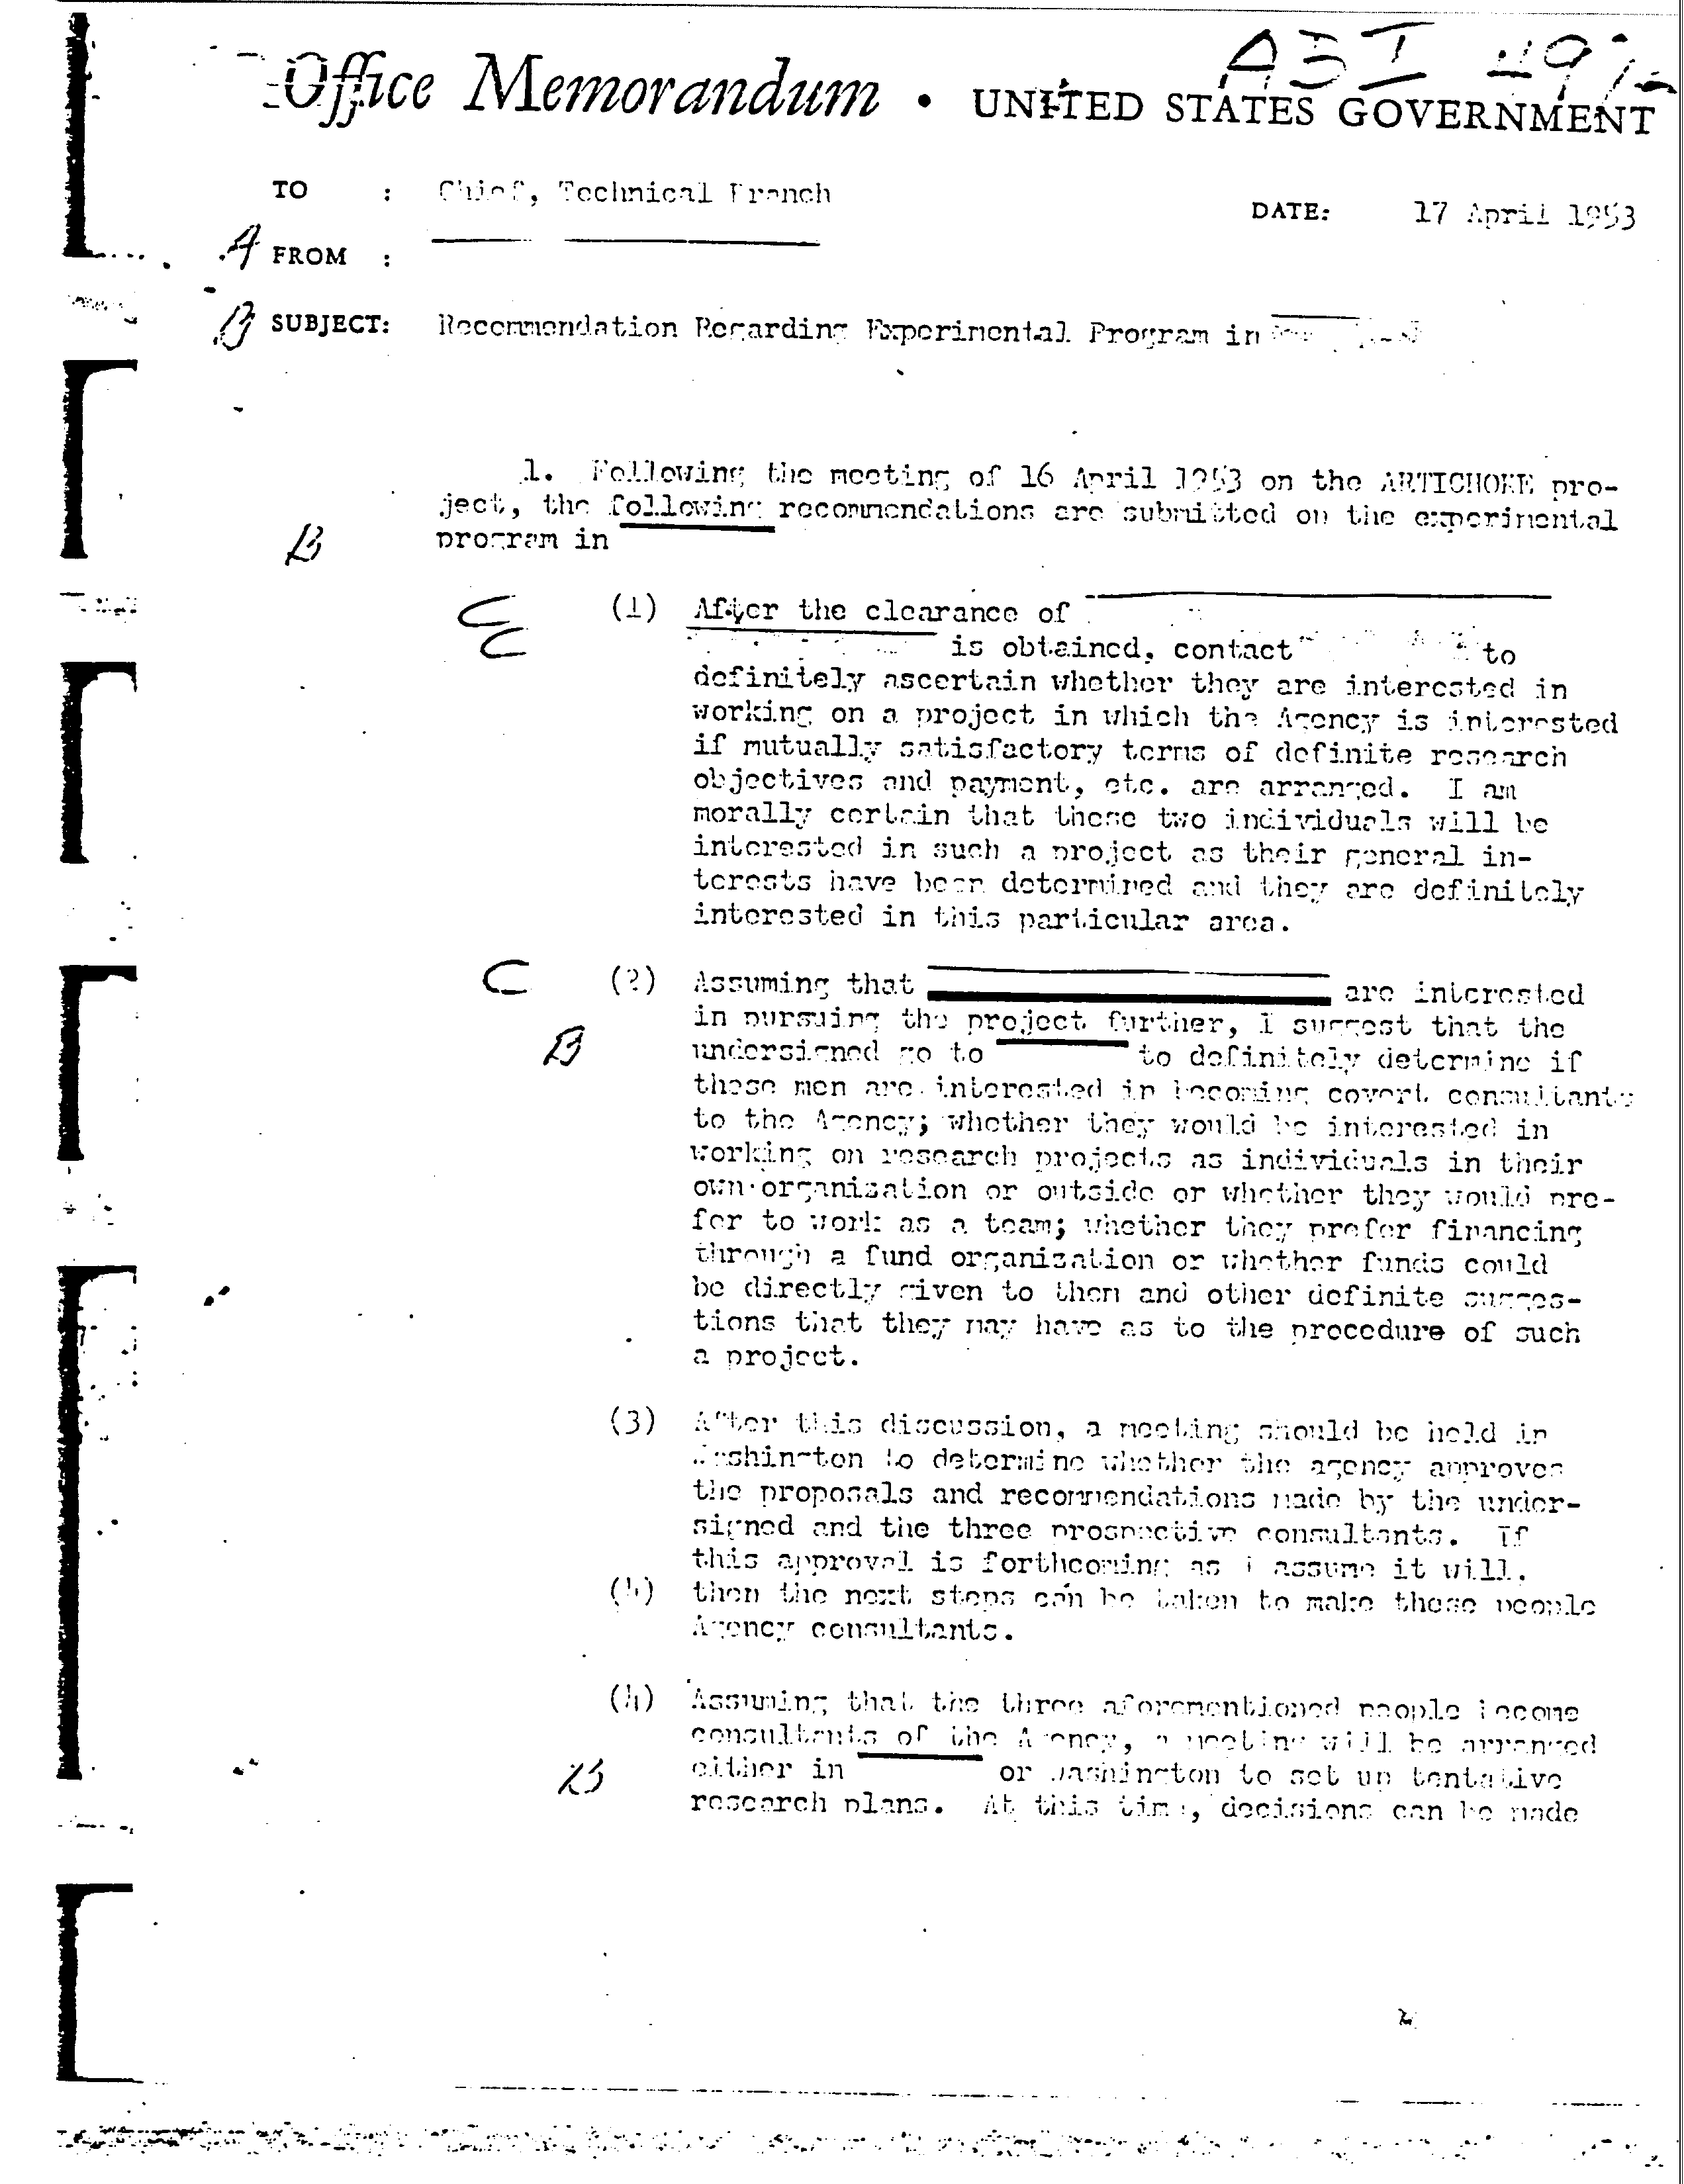 Office Memorandum • UNITED STATES GOVERNMENT
TO : Chief, Technical Branch
DATE: 17 April 1953
A FROM :
B SUBJECT: Recommendation Regarding Experimental Program in
1. Following the meeting of 16 April 1953 on the ARTICHOKE pro-
ject, the following recommendations are submitted on the experimental
B program in
C (1) After the clearance of
C is obtained, contact to
definitely ascertain whether they are interested in
working on a project in which the Agency is interested
if mutually satisfactory terms of definite research
objectives and payment, etc. are arranged. I am
morally certain that these two individuals will be
interested in such a project as their general in-
terests have been determined and they are definitely
interested in this particular area.
C (2) Assuming that are interested
in pursuing the project further, I suggest that the
B undersigned go to to definitely determine if
these men are interested in becoming covert consultants
to the Agency; whether they would be interested in
working on research projects as individuals in their
own organization or outside or whether they would pre-
fer to work as a team; whether they prefer financing
through a fund organization or whether funds could
be directly given to them and other definite sugges-
tions that they may have as to the procedure of such
a project.
(3) After this discussion, a meeting should be held in
Washington to determine whether the agency approves
the proposals and recommendations made by the under-
signed and the three prospective consultants. If
this approval is forthcoming as I assume it will,
(4) then the next steps can be taken to make these people
Agency consultants.
(4) Assuming that the three aforementioned people become
consultants of the Agency, a meeting will be arranged
B either in or Washington to set up tentative
research plans. At this time, decisions can be made